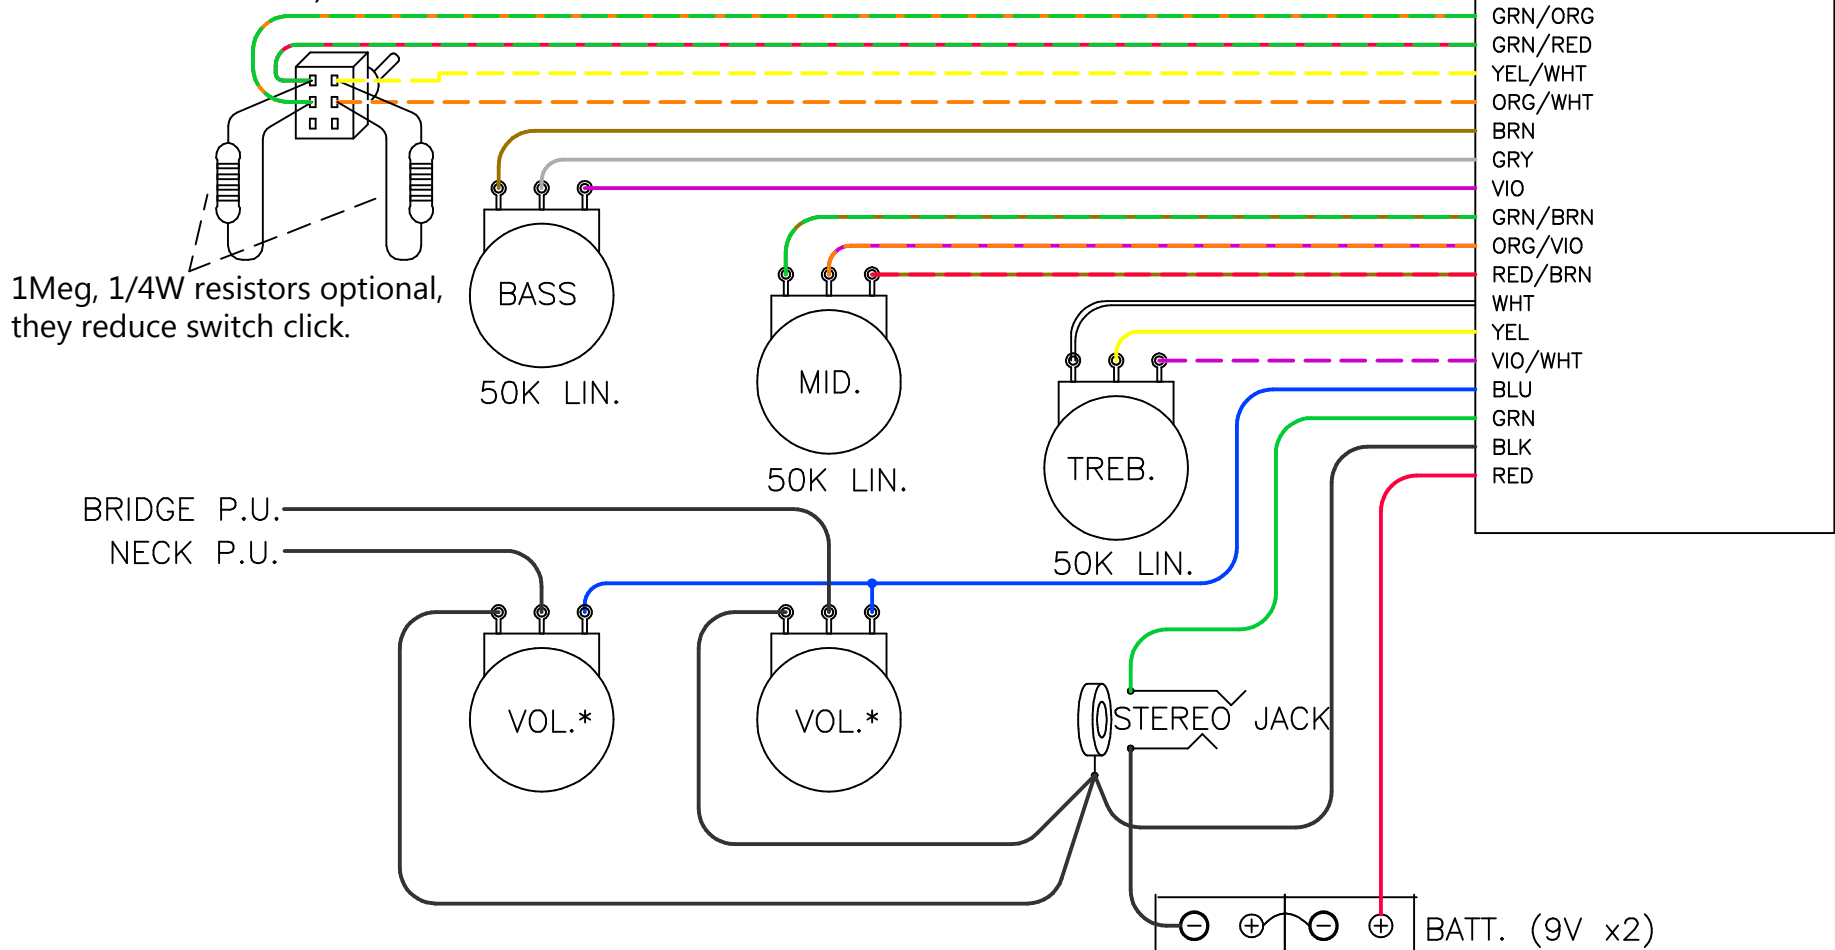 GRN/ORG
GRN/RED
YEL/WHT
ORG/WHT
BRN
GRY
VIO
GRN/BRN
ORG/VIO
RED/BRN
WHT
YEL
VIO/WHT
BLU
GRN
BLK
RED
1Meg, 1/4W resistors optional,
they reduce switch click.
BASS
50K LIN.
MID.
50K LIN.
TREB.
50K LIN.
BRIDGE P.U.
NECK P.U.
VOL.*
VOL.*
STEREO JACK
BATT. (9V x2)